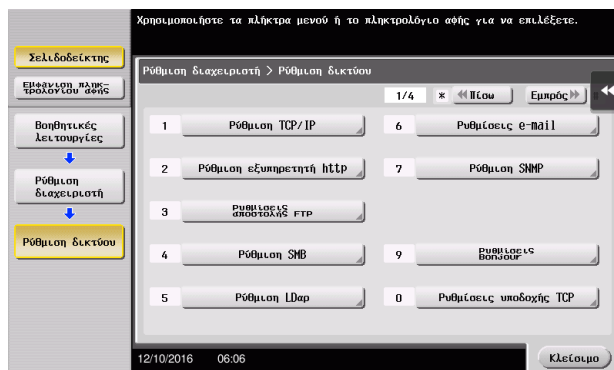 Χρησιμοποιήστε τα πλήκτρα μενού ή το πληκτρολόγιο αφής για να επιλέξετε.
Σελιδοδείκτης
Εμφάνιση πληκ-
τρολογίου αφής
Βοηθητικές
λειτουργίες
Ρύθμιση
διαχειριστή
Ρύθμιση δικτύου
Ρύθμιση διαχειριστή > Ρύθμιση δικτύου
1/4 * Πίσω Εμπρός
1 Ρύθμιση TCP/IP 6 Ρυθμίσεις e-mail
2 Ρύθμιση εξυπηρετητή http 7 Ρύθμιση SNMP
3 Ρυθμίσεις
αποστολής FTP
4 Ρύθμιση SMB 9 Ρυθμίσεις
Bonjour
5 Ρύθμιση LDap 0 Ρυθμίσεις υποδοχής TCP
12/10/2016 06:06 Κλείσιμο